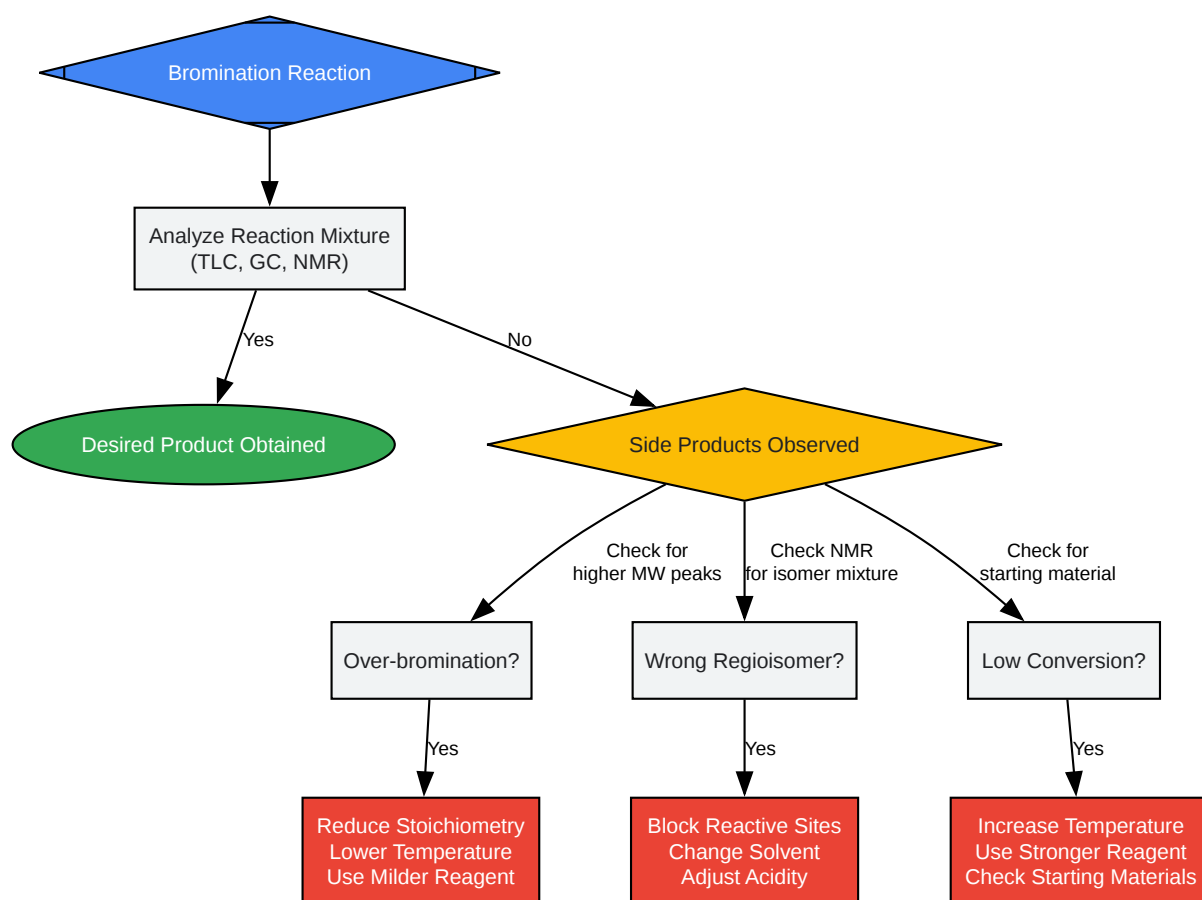 Bromination Reaction
Analyze Reaction Mixture
(TLC, GC, NMR)
Yes
No
Desired Product Obtained
Side Products Observed
Check for
higher MW peaks
Check NMR
for isomer mixture
Check for
starting material
Over-bromination?
Wrong Regioisomer?
Low Conversion?
Yes
Yes
Yes
Reduce Stoichiometry
Lower Temperature
Use Milder Reagent
Block Reactive Sites
Change Solvent
Adjust Acidity
Increase Temperature
Use Stronger Reagent
Check Starting Materials